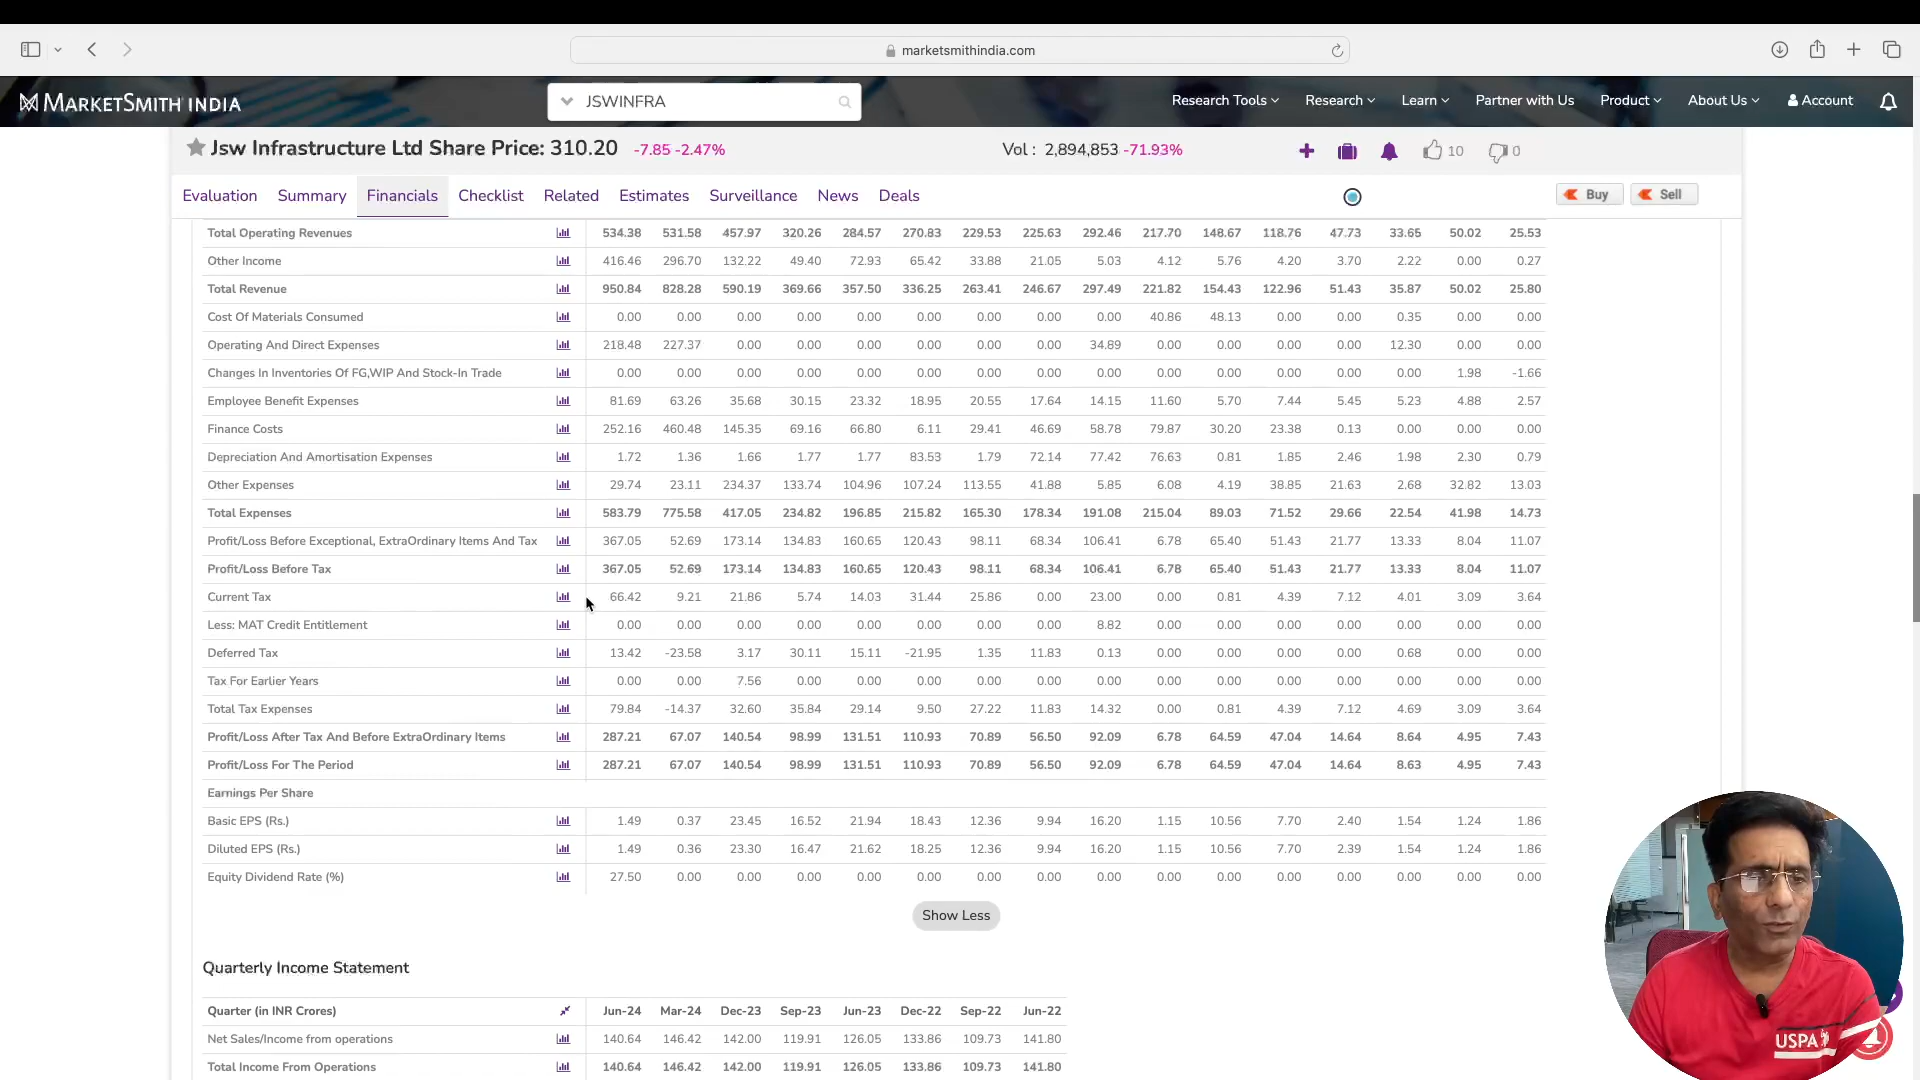 marketsmithindia.com
MARKETSMITH INDIA
JSWINFRA
Research Tools Research Learn Partner with Us Product About Us Account
Jsw Infrastructure Ltd Share Price: 310.20 -7.85 -2.47% Vol : 2,894,853 -71.93% 10 0
Evaluation Summary Financials Checklist Related Estimates Surveillance News Deals Buy Sell
Total Operating Revenues 534.38 531.58 457.97 320.26 284.57 270.83 229.53 225.63 292.46 217.70 148.67 118.76 47.73 33.65 50.02 25.53
Other Income 416.46 296.70 132.22 49.40 72.93 65.42 33.88 21.05 5.03 4.12 5.76 4.20 3.70 2.22 0.00 0.27
Total Revenue 950.84 828.28 590.19 369.66 357.50 336.25 263.41 246.67 297.49 221.82 154.43 122.96 51.43 35.87 50.02 25.80
Cost Of Materials Consumed 0.00 0.00 0.00 0.00 0.00 0.00 0.00 0.00 0.00 40.86 48.13 0.00 0.00 0.35 0.00 0.00
Operating And Direct Expenses 218.48 227.37 0.00 0.00 0.00 0.00 0.00 0.00 34.89 0.00 0.00 0.00 0.00 12.30 0.00 0.00
Changes In Inventories Of FG,WIP And Stock-In Trade 0.00 0.00 0.00 0.00 0.00 0.00 0.00 0.00 0.00 0.00 0.00 0.00 0.00 0.00 1.98 -1.66
Employee Benefit Expenses 81.69 63.26 35.68 30.15 23.32 18.95 20.55 17.64 14.15 11.60 5.70 7.44 5.45 5.23 4.88 2.57
Finance Costs 252.16 460.48 145.35 69.16 66.80 6.11 29.41 46.69 58.78 79.87 30.20 23.38 0.13 0.00 0.00 0.00
Depreciation And Amortisation Expenses 1.72 1.36 1.66 1.77 1.77 83.53 1.79 72.14 77.42 76.63 0.81 1.85 2.46 1.98 2.30 0.79
Other Expenses 29.74 23.11 234.37 133.74 104.96 107.24 113.55 41.88 5.85 6.08 4.19 38.85 21.63 2.68 32.82 13.03
Total Expenses 583.79 775.58 417.05 234.82 196.85 215.82 165.30 178.34 191.08 215.04 89.03 71.52 29.66 22.54 41.98 14.73
Profit/Loss Before Exceptional, ExtraOrdinary Items And Tax 367.05 52.69 173.14 134.83 160.65 120.43 98.11 68.34 106.41 6.78 65.40 51.43 21.77 13.33 8.04 11.07
Profit/Loss Before Tax 367.05 52.69 173.14 134.83 160.65 120.43 98.11 68.34 106.41 6.78 65.40 51.43 21.77 13.33 8.04 11.07
Current Tax 66.42 9.21 21.86 5.74 14.03 31.44 25.86 0.00 23.00 0.00 0.81 4.39 7.12 4.01 3.09 3.64
Less: MAT Credit Entitlement 0.00 0.00 0.00 0.00 0.00 0.00 0.00 0.00 8.82 0.00 0.00 0.00 0.00 0.00 0.00 0.00
Deferred Tax 13.42 -23.58 3.17 30.11 15.11 -21.95 1.35 11.83 0.13 0.00 0.00 0.00 0.00 0.68 0.00 0.00
Tax For Earlier Years 0.00 0.00 7.56 0.00 0.00 0.00 0.00 0.00 0.00 0.00 0.00 0.00 0.00 0.00 0.00 0.00
Total Tax Expenses 79.84 -14.37 32.60 35.84 29.14 9.50 27.22 11.83 14.32 0.00 0.81 4.39 7.12 4.69 3.09 3.64
Profit/Loss After Tax And Before ExtraOrdinary Items 287.21 67.07 140.54 98.99 131.51 110.93 70.89 56.50 92.09 6.78 64.59 47.04 14.64 8.64 4.95 7.43
Profit/Loss For The Period 287.21 67.07 140.54 98.99 131.51 110.93 70.89 56.50 92.09 6.78 64.59 47.04 14.64 8.63 4.95 7.43
Earnings Per Share
Basic EPS (Rs.) 1.49 0.37 23.45 16.52 21.94 18.43 12.36 9.94 16.20 1.15 10.56 7.70 2.40 1.54 1.24 1.86
Diluted EPS (Rs.) 1.49 0.36 23.30 16.47 21.62 18.25 12.36 9.94 16.20 1.15 10.56 7.70 2.39 1.54 1.24 1.86
Equity Dividend Rate (%) 27.50 0.00 0.00 0.00 0.00 0.00 0.00 0.00 0.00 0.00 0.00 0.00 0.00 0.00 0.00 0.00
Show Less
Quarterly Income Statement
Quarter (in INR Crores) Jun-24 Mar-24 Dec-23 Sep-23 Jun-23 Dec-22 Sep-22 Jun-22
Net Sales/Income from operations 140.64 146.42 142.00 119.91 126.05 133.86 109.73 141.80
Total Income From Operations 140.64 146.42 142.00 119.91 126.05 133.86 109.73 141.80
USPA